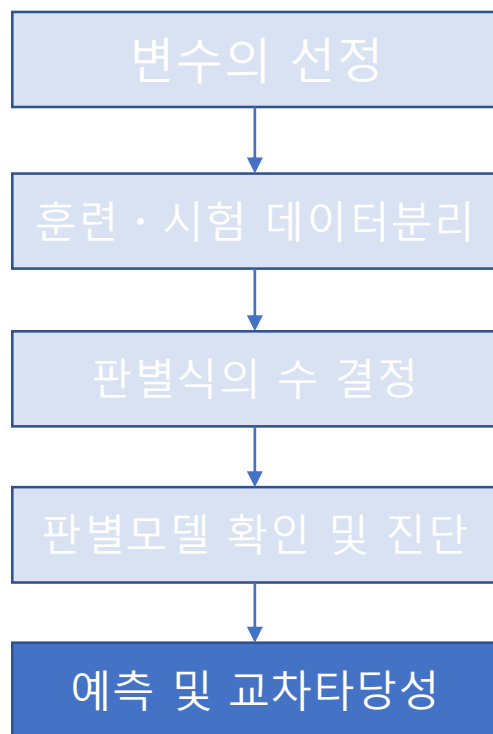 변수의 선정
훈련 · 시험 데이터분리
판별식의 수 결정
판별모델 확인 및 진단
예측 및 교차타당성